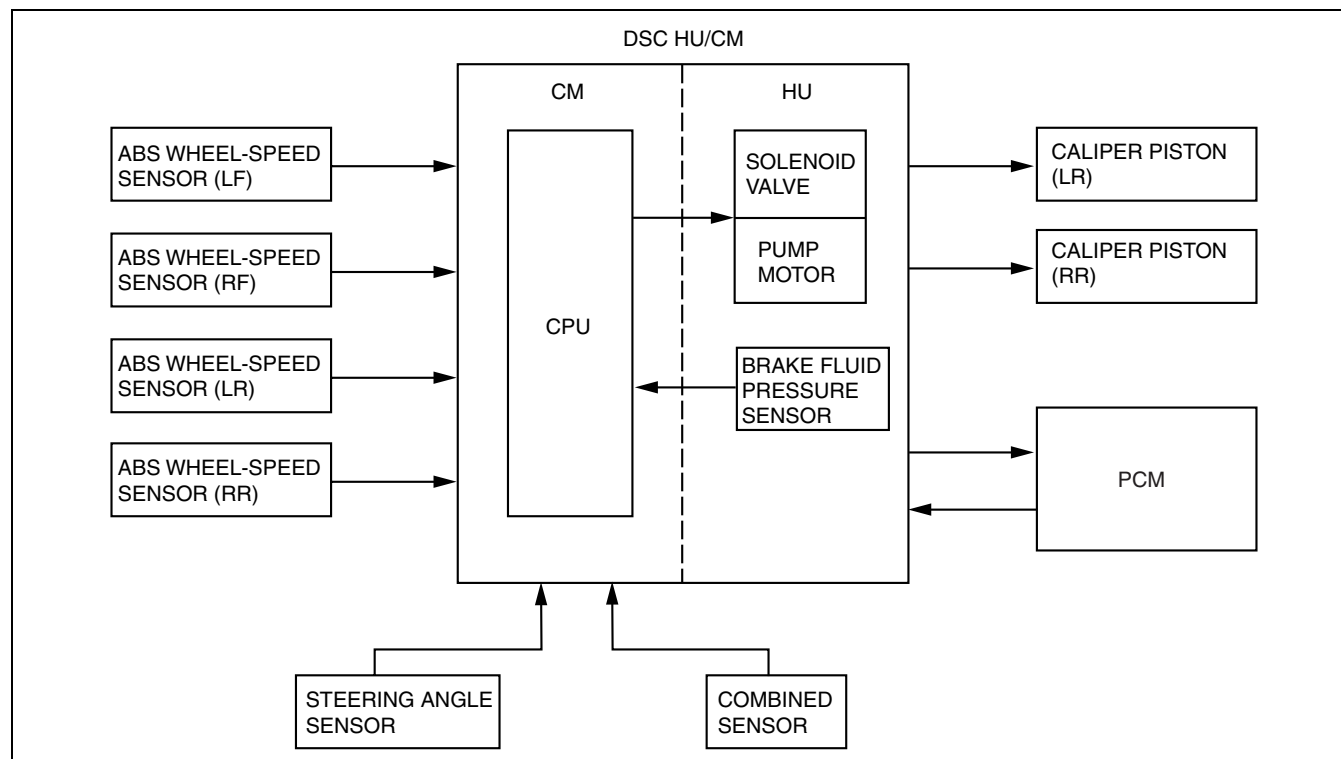 DSC HU/CM
CM
HU
ABS WHEEL-SPEED
SENSOR (LF)
ABS WHEEL-SPEED
SENSOR (RF)
ABS WHEEL-SPEED
SENSOR (LR)
ABS WHEEL-SPEED
SENSOR (RR)
CPU
SOLENOID
VALVE
PUMP
MOTOR
BRAKE FLUID
PRESSURE
SENSOR
CALIPER PISTON
(LR)
CALIPER PISTON
(RR)
PCM
STEERING ANGLE
SENSOR
COMBINED
SENSOR